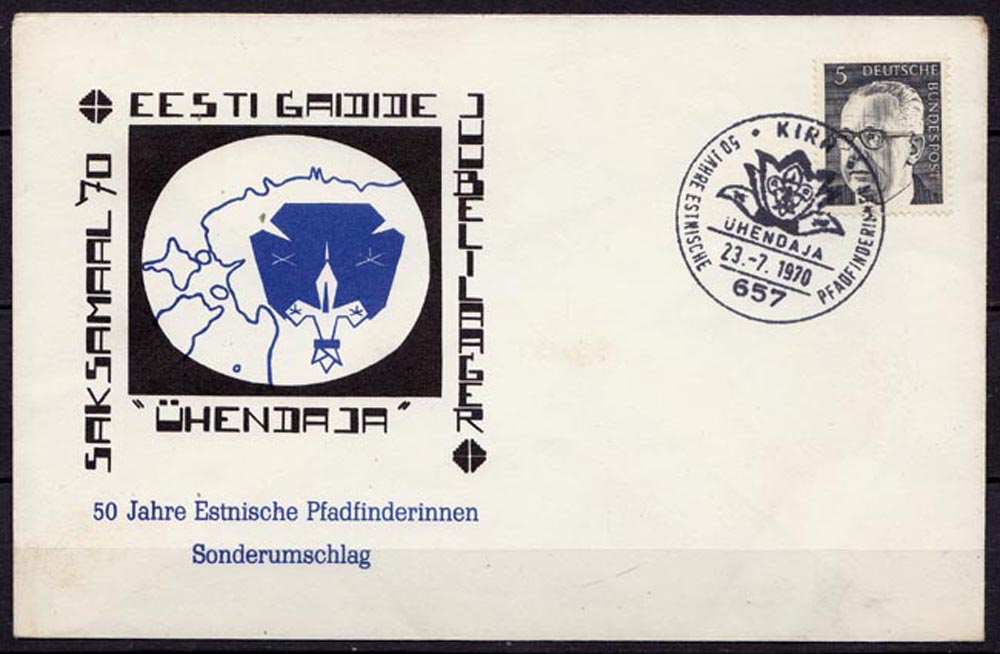 EESTI GAIDIDE
JUUBELILAAGER
SAKSAMAAL '70
"ÜHENDAJA"
50 Jahre Estnische Pfadfinderinnen
Sonderumschlag
5 DEUTSCHE
BUNDESPOST
• KIRN •
50 JAHRE ESTNISCHE PFADFINDERINNEN
ÜHENDAJA
23.-7. 1970
657